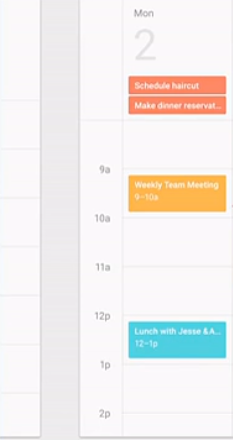 Mon
2
Schedule haircut
Make dinner reservat...
9a
Weekly Team Meeting
9–10a
10a
11a
12p
Lunch with Jesse & A...
12–1p
1p
2p